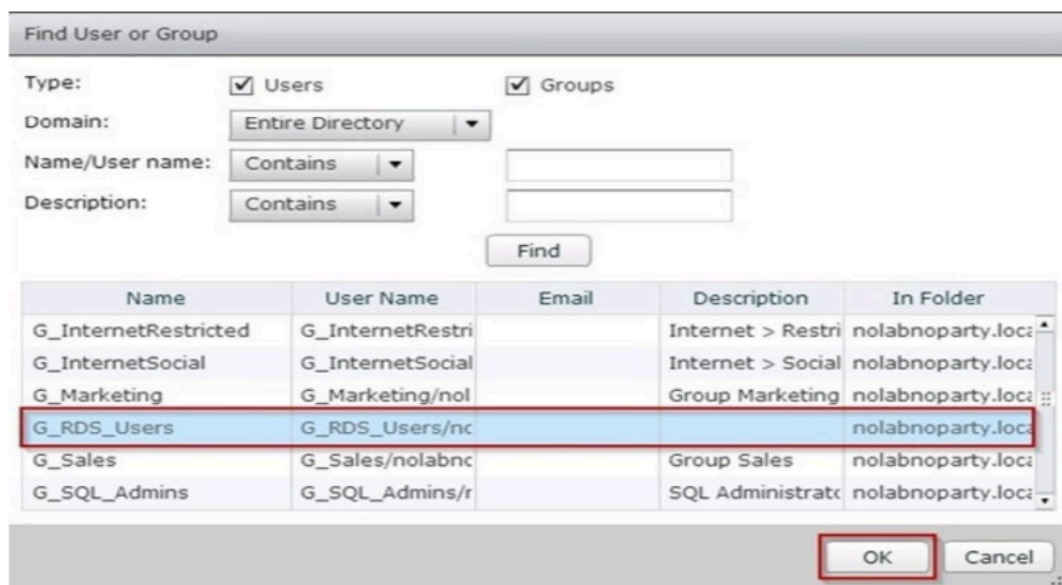 Find User or Group
Type: Users Groups
Domain: Entire Directory
Name/User name: Contains
Description: Contains
Find
Name User Name Email Description In Folder
G_InternetRestricted G_InternetRestri Internet > Restri nolabnoparty.loca
G_InternetSocial G_InternetSocial Internet > Social nolabnoparty.loca
G_Marketing G_Marketing/nol Group Marketing nolabnoparty.loca
G_RDS_Users G_RDS_Users/nc nolabnoparty.loca
G_Sales G_Sales/nolabnc Group Sales nolabnoparty.loca
G_SQL_Admins G_SQL_Admins/r SQL Administratc nolabnoparty.loca
OK Cancel